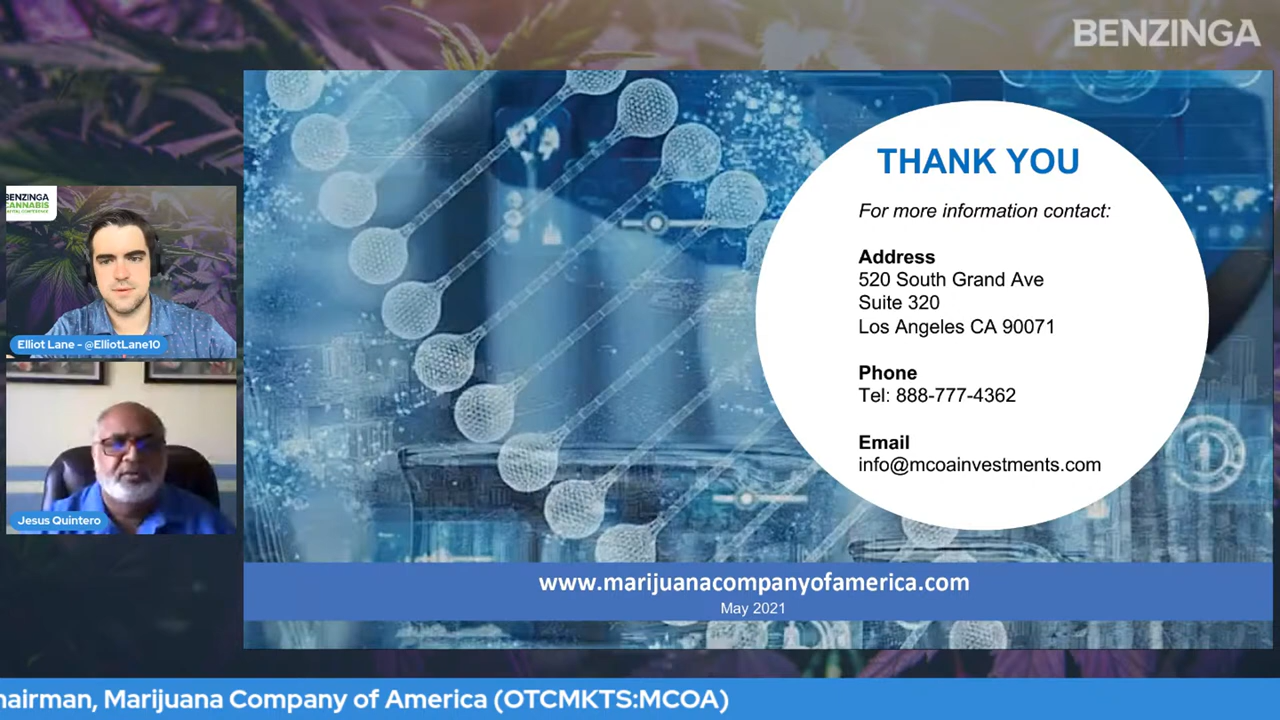 BENZINGA
BENZINGA
CANNABIS
Elliot Lane - @ElliotLane10
Jesus Quintero
THANK YOU
For more information contact:
Address
520 South Grand Ave
Suite 320
Los Angeles CA 90071
Phone
Tel: 888-777-4362
Email
info@mcoainvestments.com
www.marijuanacompanyofamerica.com
May 2021
hairman, Marijuana Company of America (OTCMKTS:MCOA)